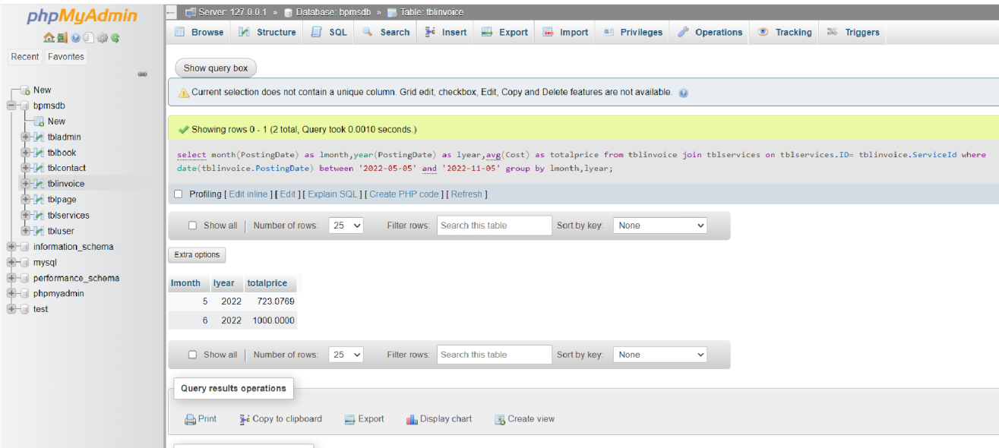 phpMyAdmin
Recent Favorites
New
bpmsdb
New
tbladmin
tblbook
tblcontact
tblinvoice
tblpage
tblservices
tbluser
information_schema
mysql
performance_schema
phpmyadmin
test
Server: 127.0.0.1 » Database: bpmsdb » Table: tblinvoice
Browse Structure SQL Search Insert Export Import Privileges Operations Tracking Triggers
Show query box
Current selection does not contain a unique column. Grid edit, checkbox, Edit, Copy and Delete features are not available.
Showing rows 0 - 1 (2 total, Query took 0.0010 seconds.)
select month(PostingDate) as lmonth,year(PostingDate) as lyear,avg(Cost) as totalprice from tblinvoice join tblservices on tblservices.ID= tblinvoice.ServiceId where
date(tblinvoice.PostingDate) between '2022-05-05' and '2022-11-05' group by lmonth,lyear;
Profiling [ Edit inline ] [ Edit ] [ Explain SQL ] [ Create PHP code ] [ Refresh ]
Show all Number of rows: 25 Filter rows: Search this table Sort by key: None
Extra options
lmonth lyear totalprice
5 2022 723.0769
6 2022 1000.0000
Show all Number of rows: 25 Filter rows: Search this table Sort by key: None
Query results operations
Print Copy to clipboard Export Display chart Create view